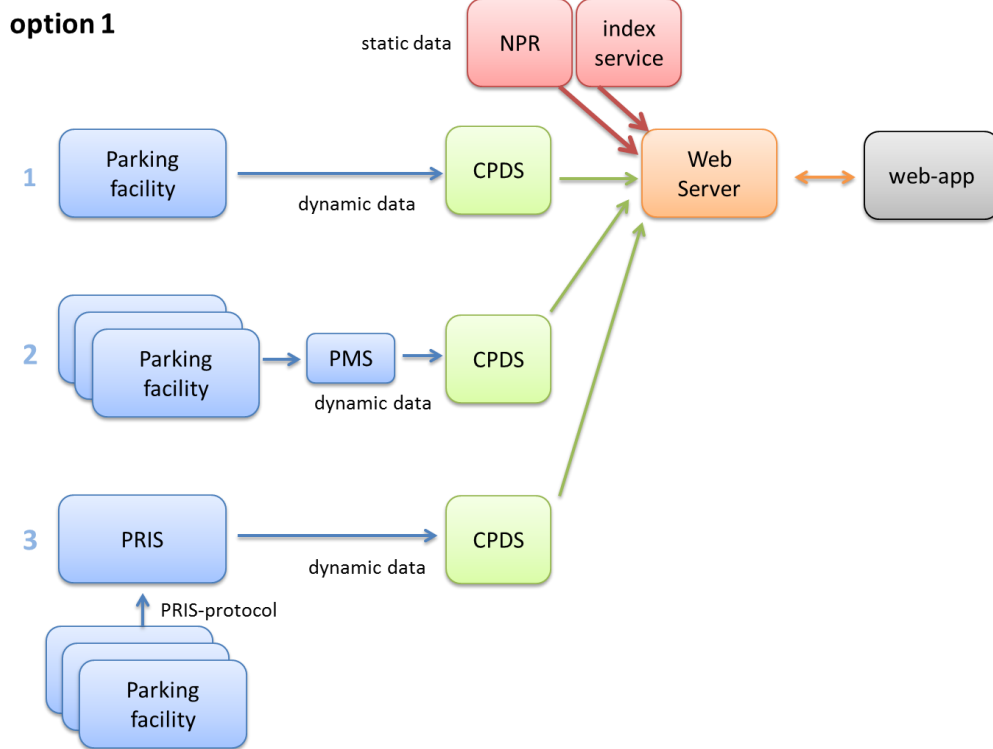 option 1
static data
NPR
index
service
1
Parking
facility
dynamic data
CPDS
Web
Server
web-app
2
Parking
facility
PMS
dynamic data
CPDS
3
PRIS
dynamic data
CPDS
PRIS-protocol
Parking
facility